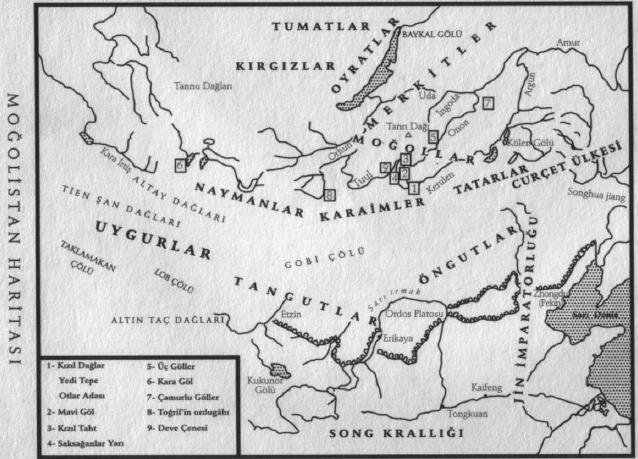 MOĞOLİSTAN HARİTASI
TUMATLAR
BAYKAL GÖLÜ
KIRGIZLAR
OYRATLAR
MERKİTLER
Amur
Tannu Dağları
Uda
İngoda
Argun
7
Tanrı Dağı
Onon
5
Orhun
MOĞOLLAR
Kölen Gölü
Kara İrtiş
6
3
9
2
4
1
Tuul
Kerulen
8
ALTAY DAĞLARI
NAYMANLAR
KARAİMLER
TATARLAR
CURÇET ÜLKESİ
Songhua jiang
TIEN ŞAN DAĞLARI
UYGURLAR
GOBİ ÇÖLÜ
TAKLAMAKAN
ÇÖLÜ
LOB ÇÖLÜ
TANGUTLAR
ÖNGUTLAR
JİN İMPARATORLUĞU
Sarı ırmak
Zhongdu
(Pekin)
Sarı Deniz
ALTIN TAÇ DAĞLARI
Etzin
Ordos Platosu
Erikaya
Kukunor
Gölü
Kaifeng
Tongkuan
SONG KRALLIĞI
1- Kızıl Dağlar
Yedi Tepe
Otlar Adası
2- Mavi Göl
3- Kızıl Taht
4- Saksağanlar Yarı
5- Üç Göller
6- Kara Göl
7- Çamurlu Göller
8- Toğril'in ordugâhı
9- Deve Çenesi